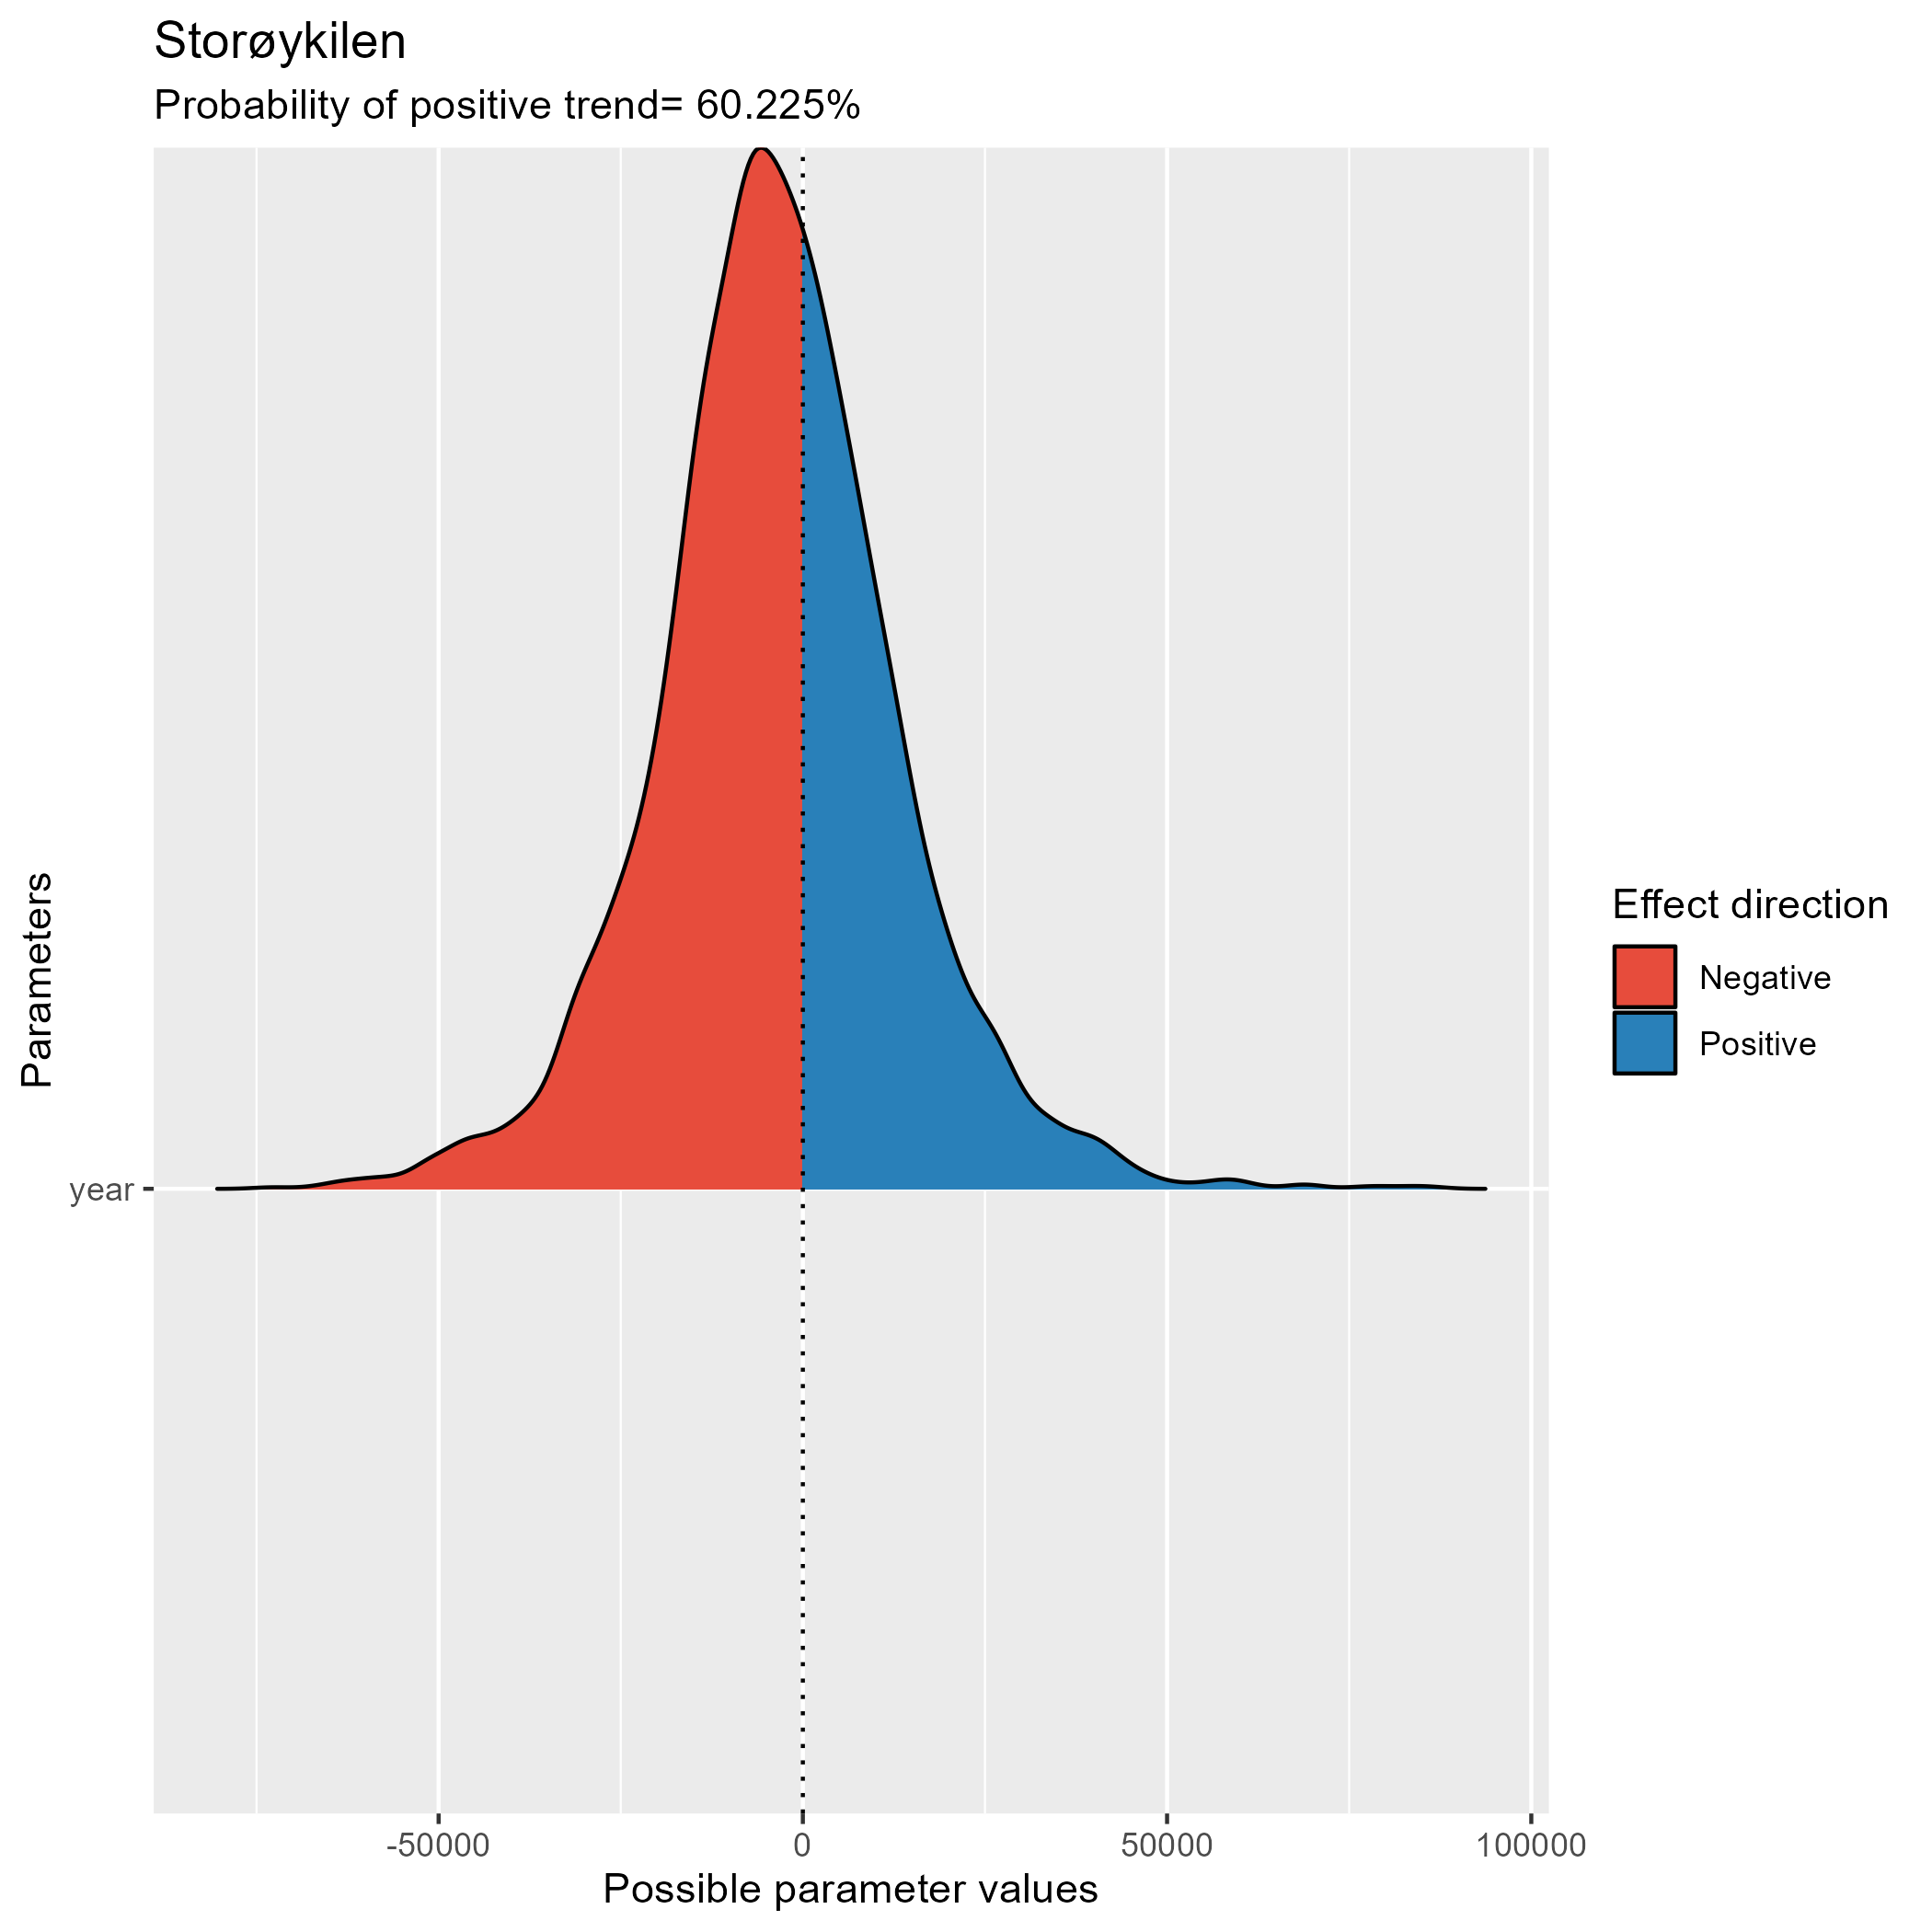 Storøykilen
Probability of positive trend= 60.225%
Parameters
year
-50000
0
50000
100000
Possible parameter values
Effect direction
Negative
Positive